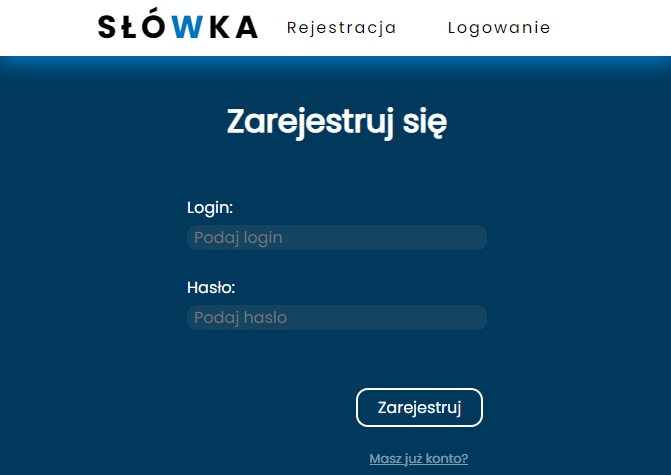 SŁÓWKA Rejestracja Logowanie
Zarejestruj się
Login:
Podaj login
Hasło:
Podaj haslo
Zarejestruj
Masz już konto?